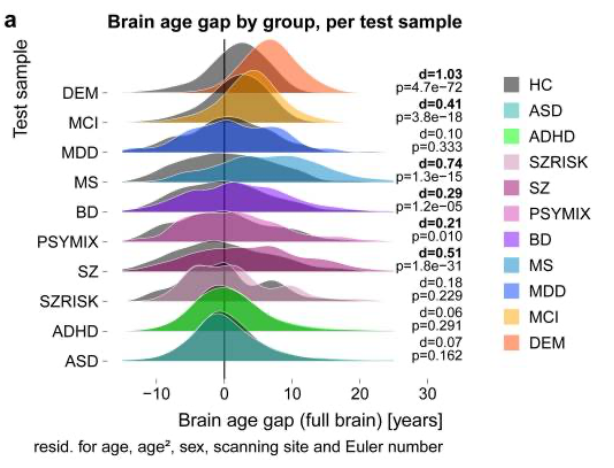 a
Brain age gap by group, per test sample
Test sample
DEM
d=1.03
p=4.7e−72
MCI
d=0.41
p=3.8e−18
MDD
d=0.10
p=0.333
MS
d=0.74
p=1.3e−15
BD
d=0.29
p=1.2e−05
PSYMIX
d=0.21
p=0.010
SZ
d=0.51
p=1.8e−31
SZRISK
d=0.18
p=0.229
ADHD
d=0.06
p=0.291
ASD
d=0.07
p=0.162
−10 0 10 20 30
Brain age gap (full brain) [years]
resid. for age, age², sex, scanning site and Euler number
HC
ASD
ADHD
SZRISK
SZ
PSYMIX
BD
MS
MDD
MCI
DEM